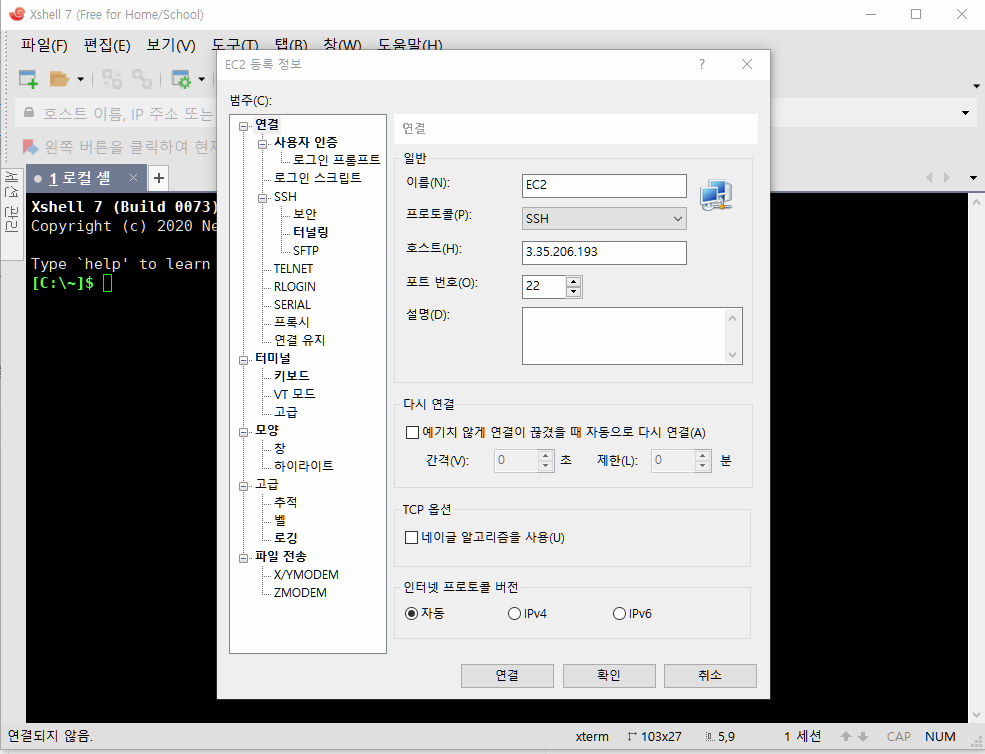 Xshell 7 (Free for Home/School)
파일(F) 편집(E) 보기(V) 도구(T) 탭(B) 창(W) 도움말(H)
호스트 이름, IP 주소 또는
왼쪽 버튼을 클릭하여 현재
세션 관리
1 로컬 셸
Xshell 7 (Build 0073)
Copyright (c) 2020 Ne
Type `help' to learn
[C:\~]$
EC2 등록 정보
범주(C):
연결
사용자 인증
로그인 프롬프트
로그인 스크립트
SSH
보안
터널링
SFTP
TELNET
RLOGIN
SERIAL
프록시
연결 유지
터미널
키보드
VT 모드
고급
모양
창
하이라이트
고급
추적
벨
로깅
파일 전송
X/YMODEM
ZMODEM
연결
일반
이름(N): EC2
프로토콜(P): SSH
호스트(H): 3.35.206.193
포트 번호(O): 22
설명(D):
다시 연결
예기치 않게 연결이 끊겼을 때 자동으로 다시 연결(A)
간격(V): 0 초 제한(L): 0 분
TCP 옵션
네이글 알고리즘을 사용(U)
인터넷 프로토콜 버전
자동 IPv4 IPv6
연결 확인 취소
연결되지 않음. xterm 103x27 5,9 1 세션 CAP NUM